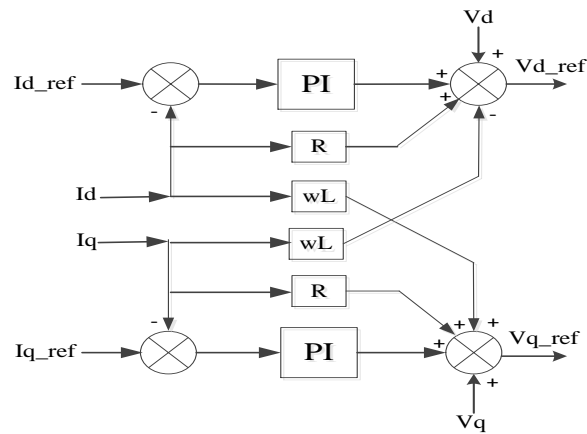 Vd
+
Id_ref
PI
+
Vd_ref
+
-
-
R
Id
wL
Iq
wL
R
-
+
+
Iq_ref
PI
+
Vq_ref
+
Vq